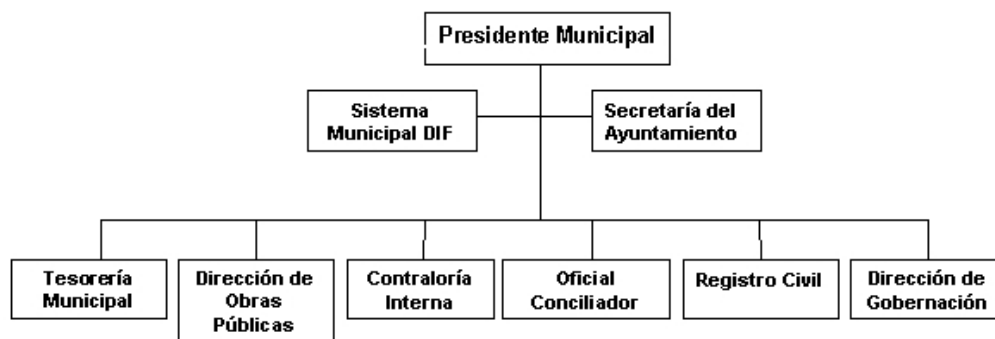 Presidente Municipal
Sistema
Municipal DIF
Secretaría del
Ayuntamiento
Tesorería
Municipal
Dirección de
Obras
Públicas
Contraloría
Interna
Oficial
Conciliador
Registro Civil
Dirección de
Gobernación